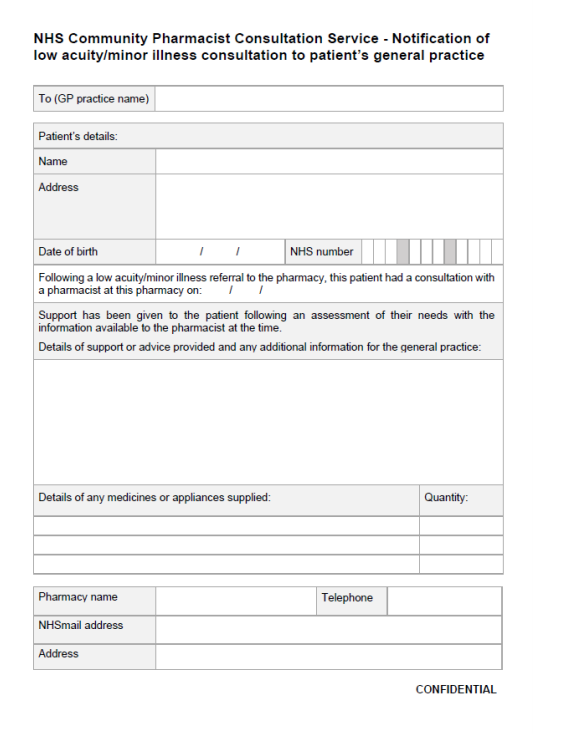 NHS Community Pharmacist Consultation Service - Notification of
low acuity/minor illness consultation to patient's general practice
To (GP practice name)
Patient's details:
Name
Address
Date of birth / / NHS number
Following a low acuity/minor illness referral to the pharmacy, this patient had a consultation with
a pharmacist at this pharmacy on: / /
Support has been given to the patient following an assessment of their needs with the
information available to the pharmacist at the time.
Details of support or advice provided and any additional information for the general practice:
Details of any medicines or appliances supplied: Quantity:
Pharmacy name Telephone
NHSmail address
Address
CONFIDENTIAL